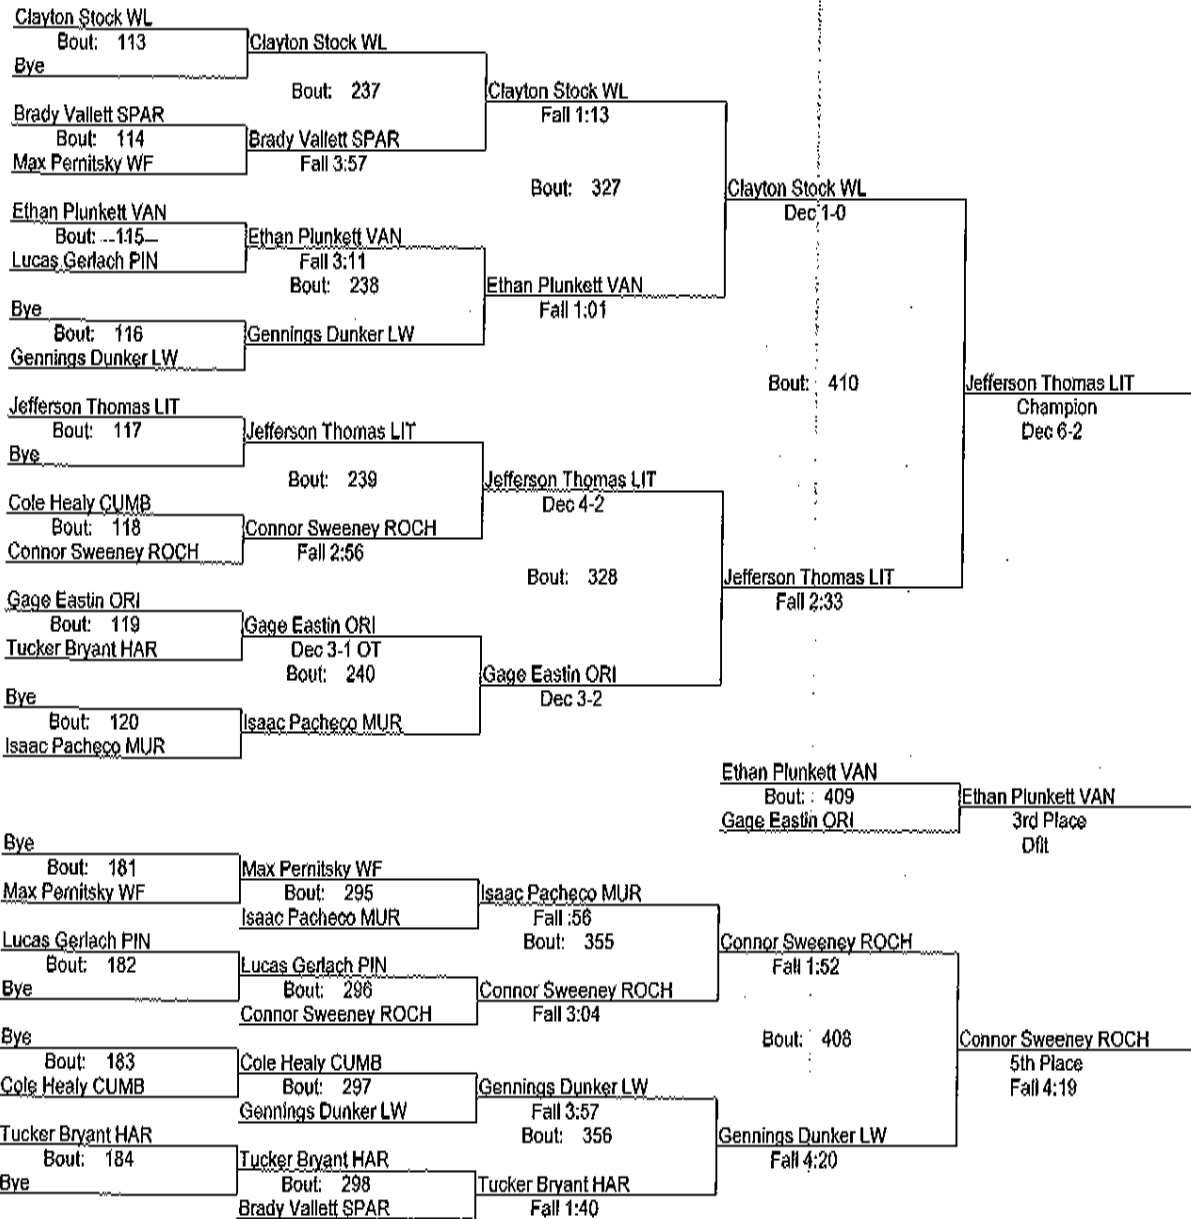 Clayton Stock WL
Bout: 113
Bye
Clayton Stock WL
Bout: 237
Brady Vallett SPAR
Bout: 114
Max Pernitsky WF
Brady Vallett SPAR
Fall 3:57
Clayton Stock WL
Fall 1:13
Bout: 327
Ethan Plunkett VAN
Bout: 115
Lucas Gerlach PIN
Ethan Plunkett VAN
Fall 3:11
Bout: 238
Bye
Bout: 116
Gennings Dunker LW
Gennings Dunker LW
Ethan Plunkett VAN
Fall 1:01
Clayton Stock WL
Dec 1-0
Bout: 410
Jefferson Thomas LIT
Bout: 117
Bye
Jefferson Thomas LIT
Bout: 239
Cole Healy CUMB
Bout: 118
Connor Sweeney ROCH
Connor Sweeney ROCH
Fall 2:56
Jefferson Thomas LIT
Dec 4-2
Bout: 328
Gage Eastin ORI
Bout: 119
Tucker Bryant HAR
Gage Eastin ORI
Dec 3-1 OT
Bout: 240
Bye
Bout: 120
Isaac Pacheco MUR
Isaac Pacheco MUR
Gage Eastin ORI
Dec 3-2
Jefferson Thomas LIT
Fall 2:33
Jefferson Thomas LIT
Champion
Dec 6-2
Ethan Plunkett VAN
Bout: 409
Gage Eastin ORI
Ethan Plunkett VAN
3rd Place
Dflt
Bye
Bout: 181
Max Pernitsky WF
Max Pernitsky WF
Bout: 295
Isaac Pacheco MUR
Isaac Pacheco MUR
Fall :56
Bout: 355
Lucas Gerlach PIN
Bout: 182
Bye
Lucas Gerlach PIN
Bout: 296
Connor Sweeney ROCH
Connor Sweeney ROCH
Fall 3:04
Connor Sweeney ROCH
Fall 1:52
Bout: 408
Bye
Bout: 183
Cole Healy CUMB
Cole Healy CUMB
Bout: 297
Gennings Dunker LW
Gennings Dunker LW
Fall 3:57
Bout: 356
Tucker Bryant HAR
Bout: 184
Bye
Tucker Bryant HAR
Bout: 298
Brady Vallett SPAR
Tucker Bryant HAR
Fall 1:40
Gennings Dunker LW
Fall 4:20
Connor Sweeney ROCH
5th Place
Fall 4:19